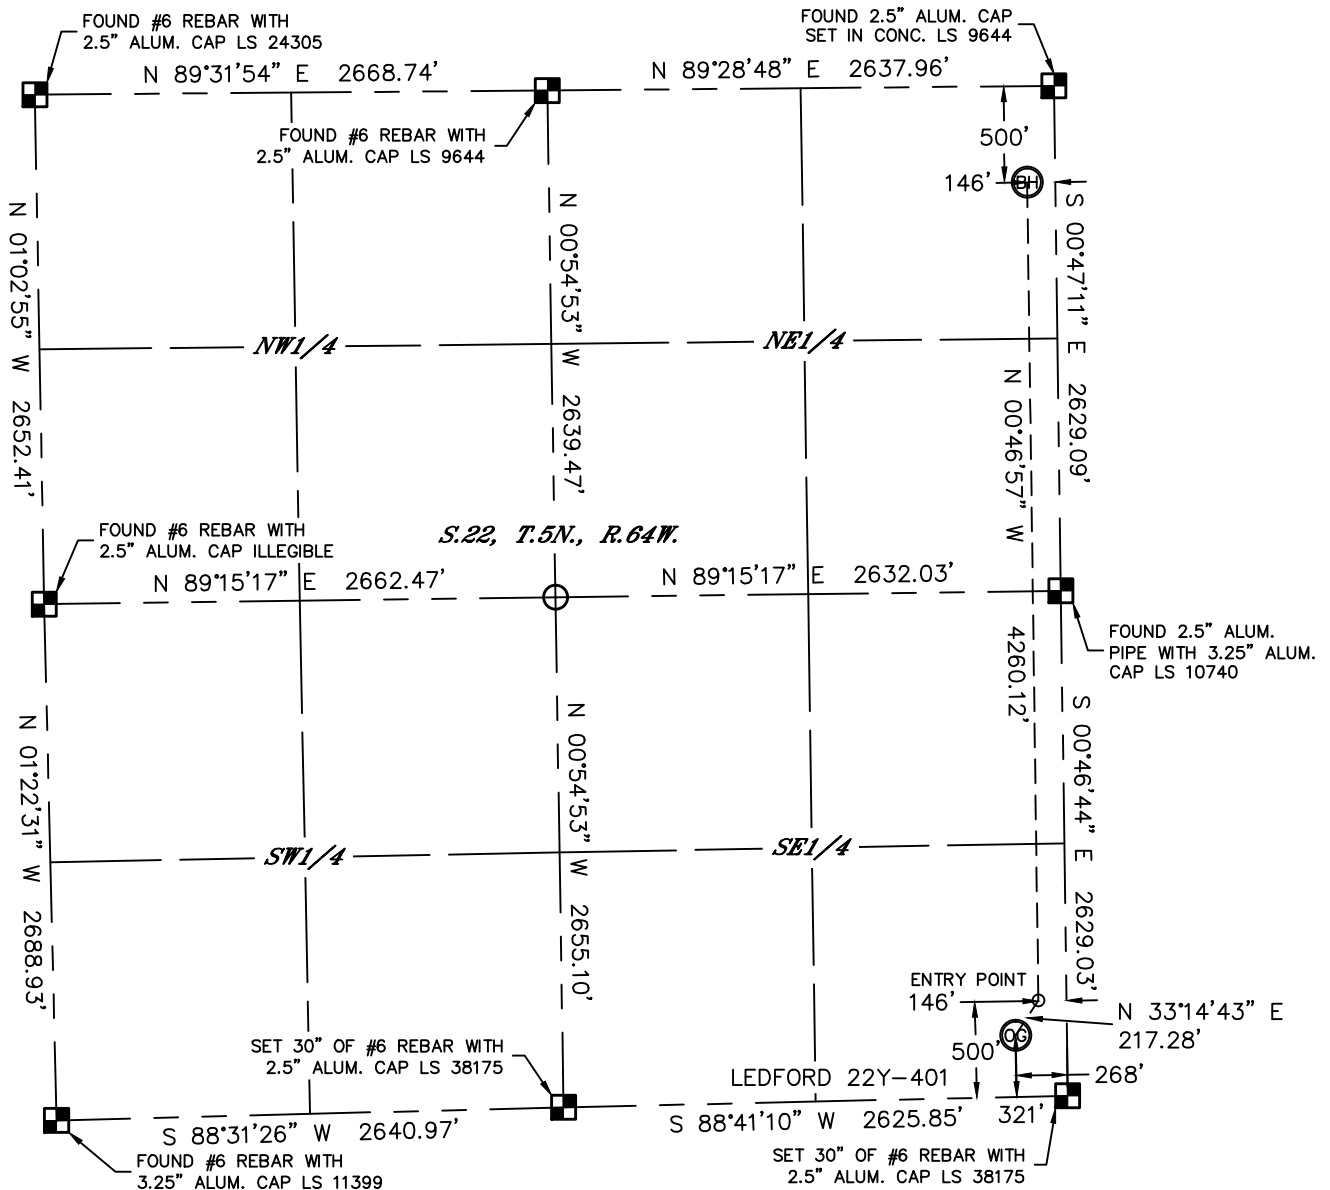 FOUND #6 REBAR WITH
2.5” ALUM. CAP LS 24305
FOUND 2.5” ALUM. CAP
SET IN CONC. LS 9644
N 89°31'54” E 2668.74'
N 89°28'48” E 2637.96'
FOUND #6 REBAR WITH
2.5” ALUM. CAP LS 9644
500'
146'
BH
N 01°02'55” W 2652.41'
N 00°54'53” W 2639.47'
S 00°47'11” E 2629.09'
NW1/4
NE1/4
N 00°46'57” W 4260.12'
FOUND #6 REBAR WITH
2.5” ALUM. CAP ILLEGIBLE
S.22, T.5N., R.64W.
N 89°15'17” E 2662.47'
N 89°15'17” E 2632.03'
FOUND 2.5” ALUM.
PIPE WITH 3.25” ALUM.
CAP LS 10740
N 01°22'31” W 2688.93'
N 00°54'53” W 2655.10'
S 00°46'44” E 2629.03'
SW1/4
SE1/4
ENTRY POINT
146'
N 33°14'43” E
217.28'
OG
500'
SET 30” OF #6 REBAR WITH
2.5” ALUM. CAP LS 38175
LEDFORD 22Y-401
268'
321'
S 88°31'26” W 2640.97'
S 88°41'10” W 2625.85'
FOUND #6 REBAR WITH
3.25” ALUM. CAP LS 11399
SET 30” OF #6 REBAR WITH
2.5” ALUM. CAP LS 38175